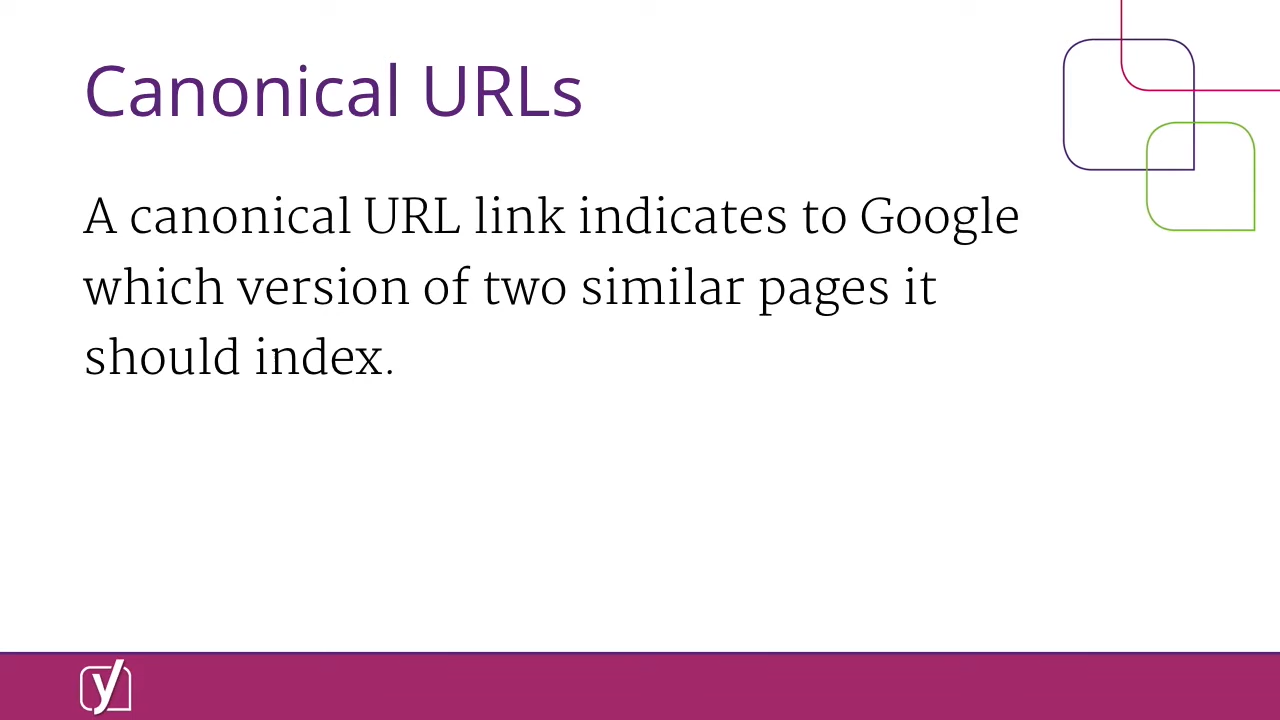 Canonical URLs
A canonical URL link indicates to Google
which version of two similar pages it
should index.
y